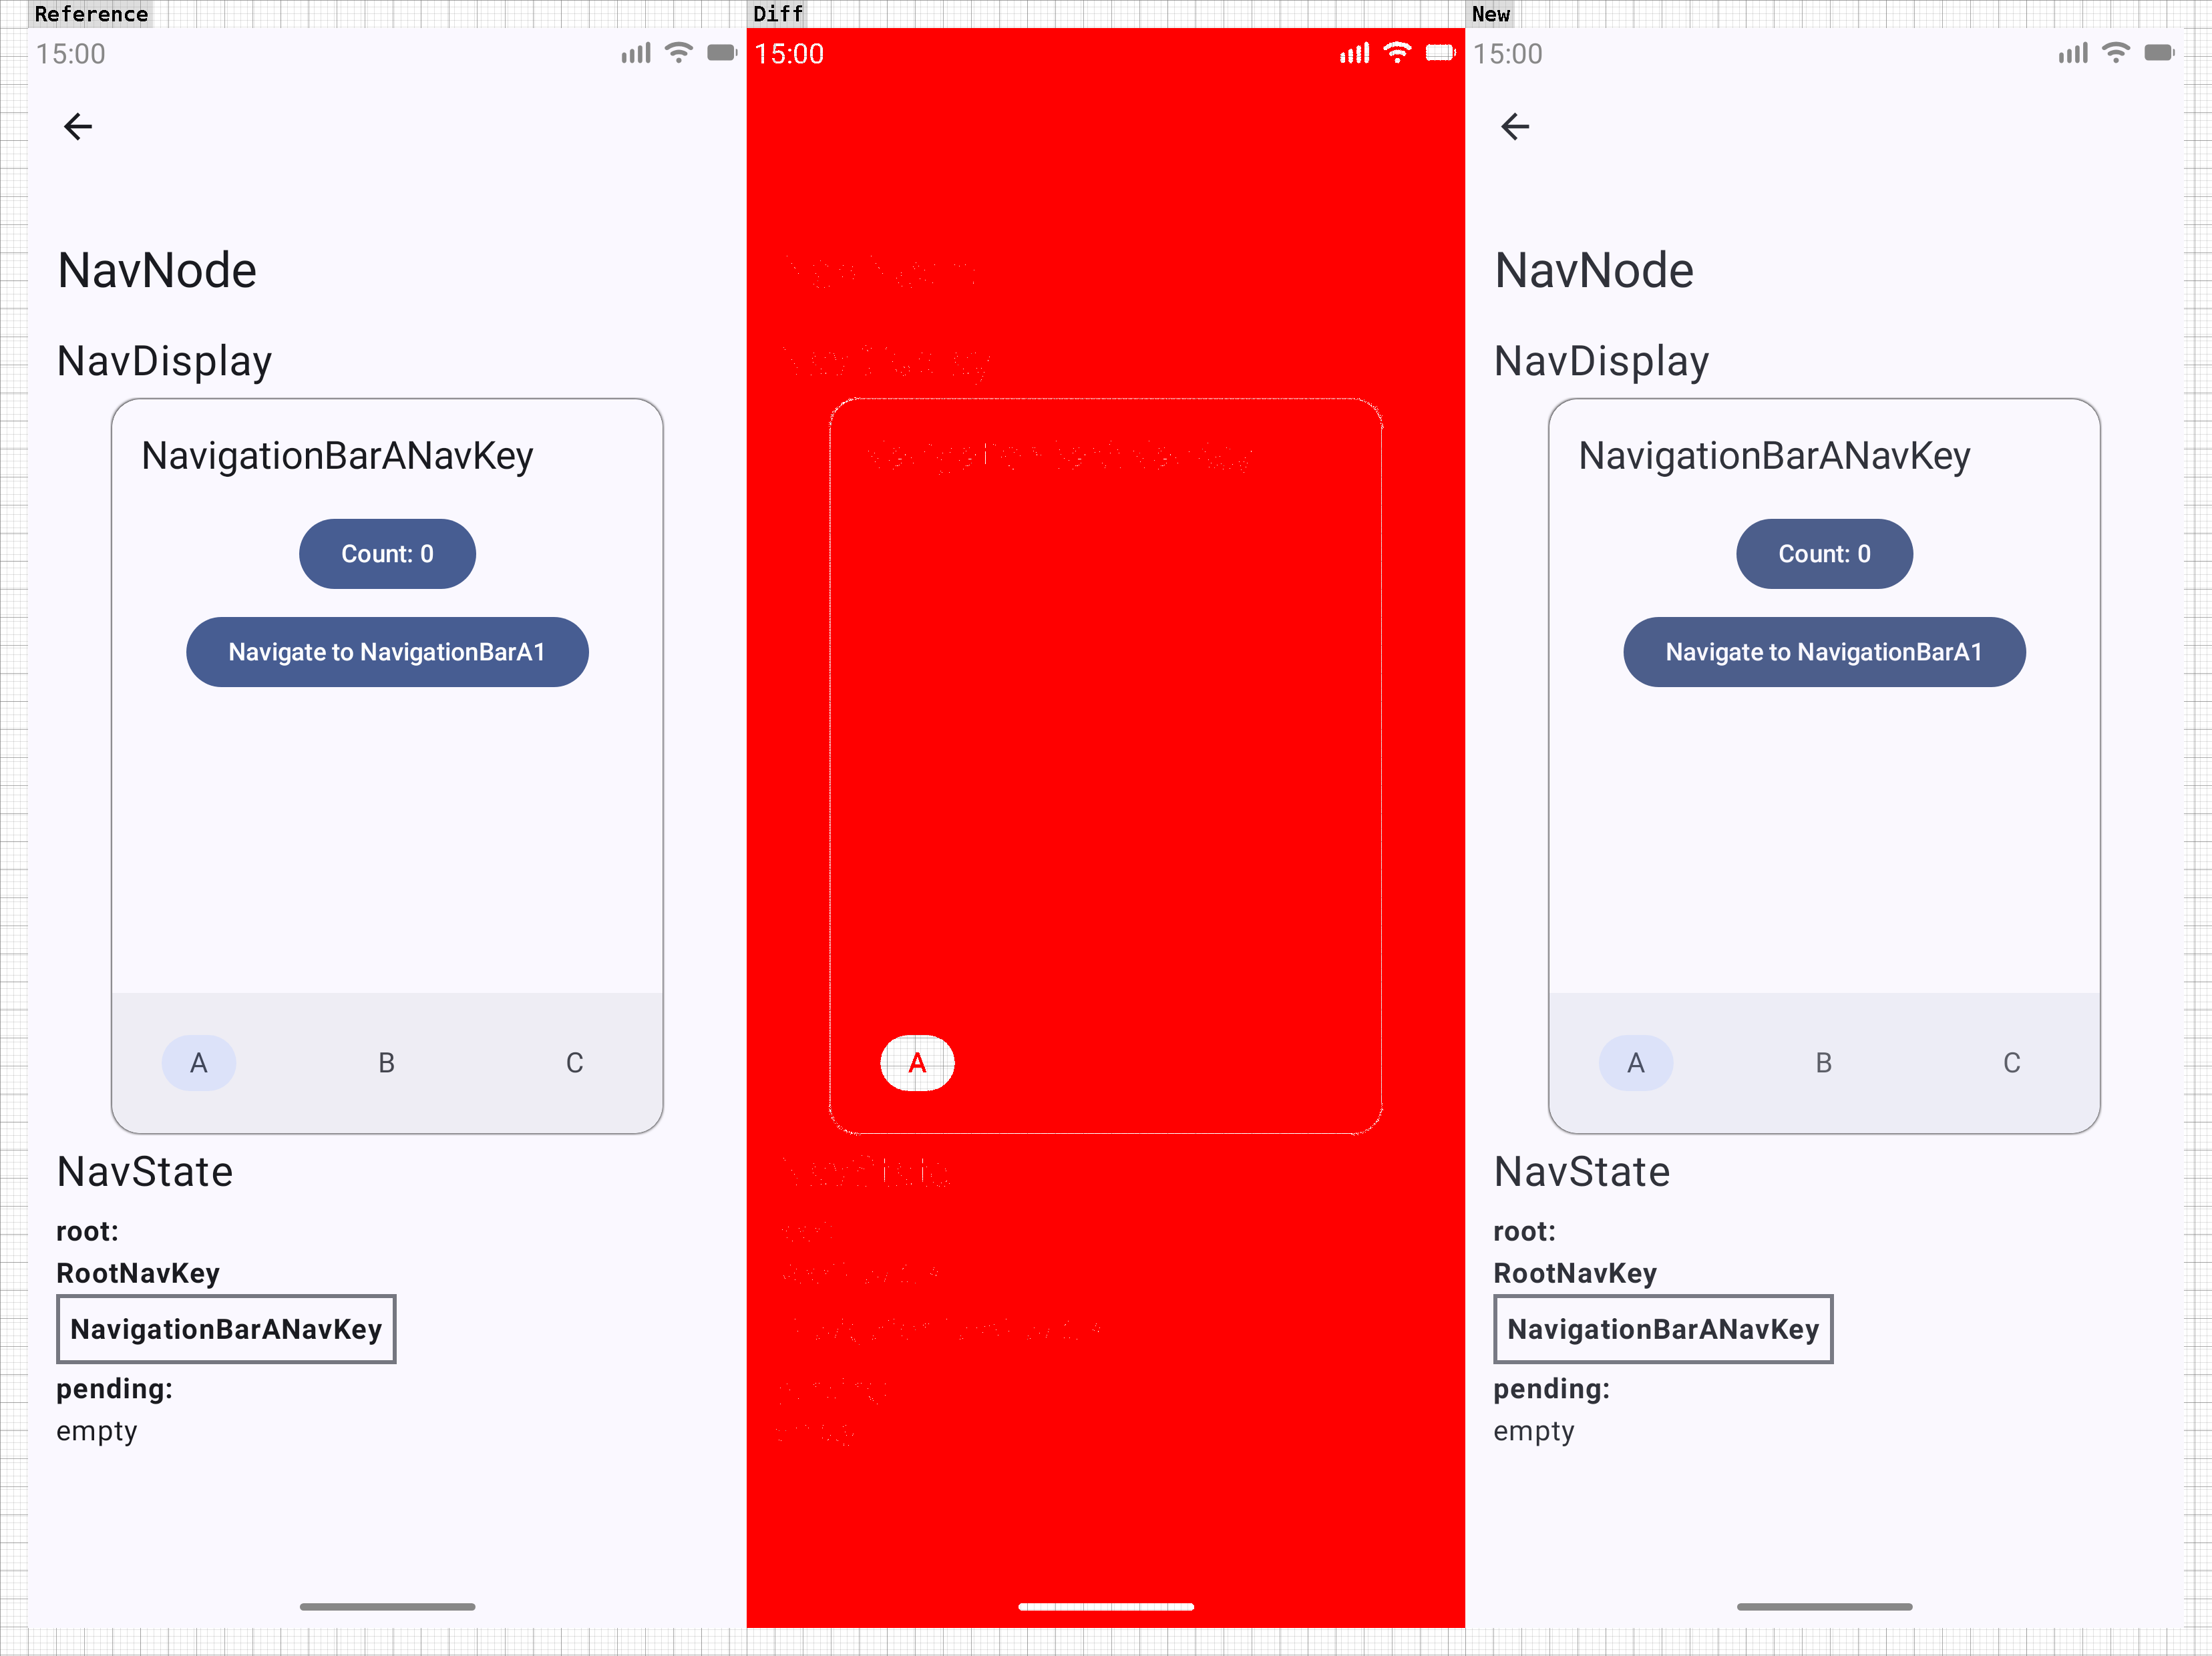 Reference
15:00
NavNode
NavDisplay
NavigationBarANavKey
Count: 0
Navigate to NavigationBarA1
A
B
C
NavState
root:
RootNavKey
NavigationBarANavKey
pending:
empty
Diff
15:00
A
New
15:00
NavNode
NavDisplay
NavigationBarANavKey
Count: 0
Navigate to NavigationBarA1
A
B
C
NavState
root:
RootNavKey
NavigationBarANavKey
pending:
empty